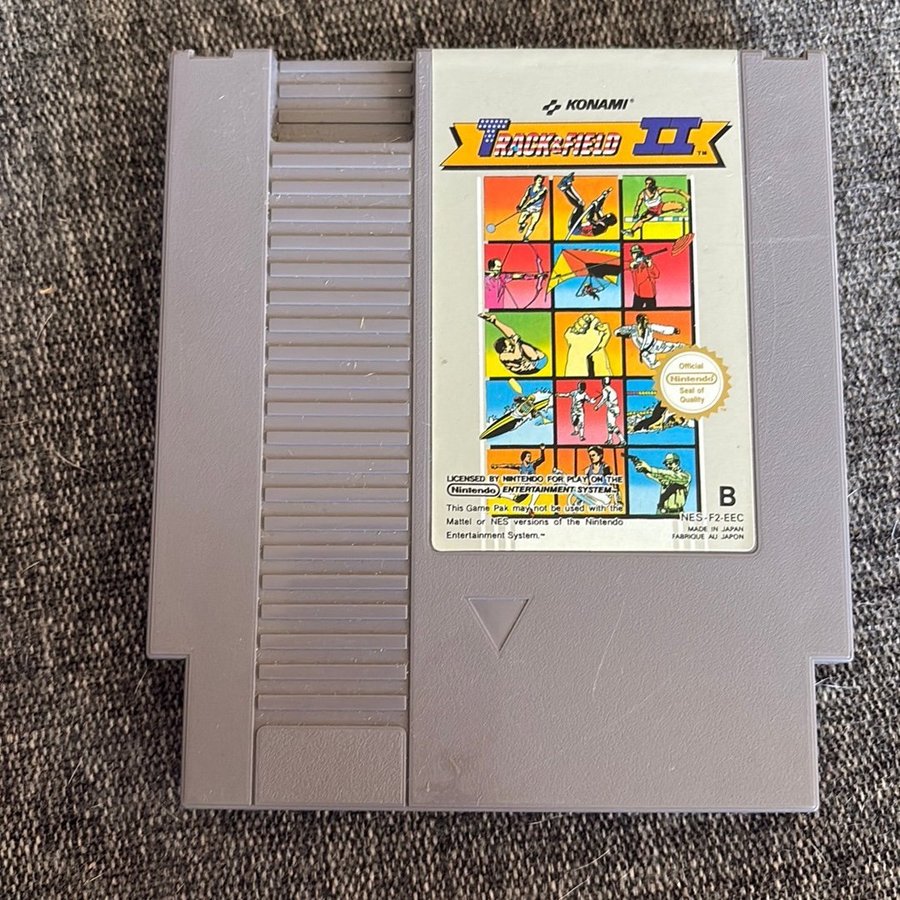 KONAMI®
TRACK & FIELD II ™
Official
Nintendo
Seal of
Quality
LICENSED BY NINTENDO FOR PLAY ON THE
Nintendo ENTERTAINMENT SYSTEM™
This Game Pak may not be used with the
Mattel or NES versions of the Nintendo
Entertainment System.™
B
NES-F2-EEC
MADE IN JAPAN
FABRIQUE AU JAPON